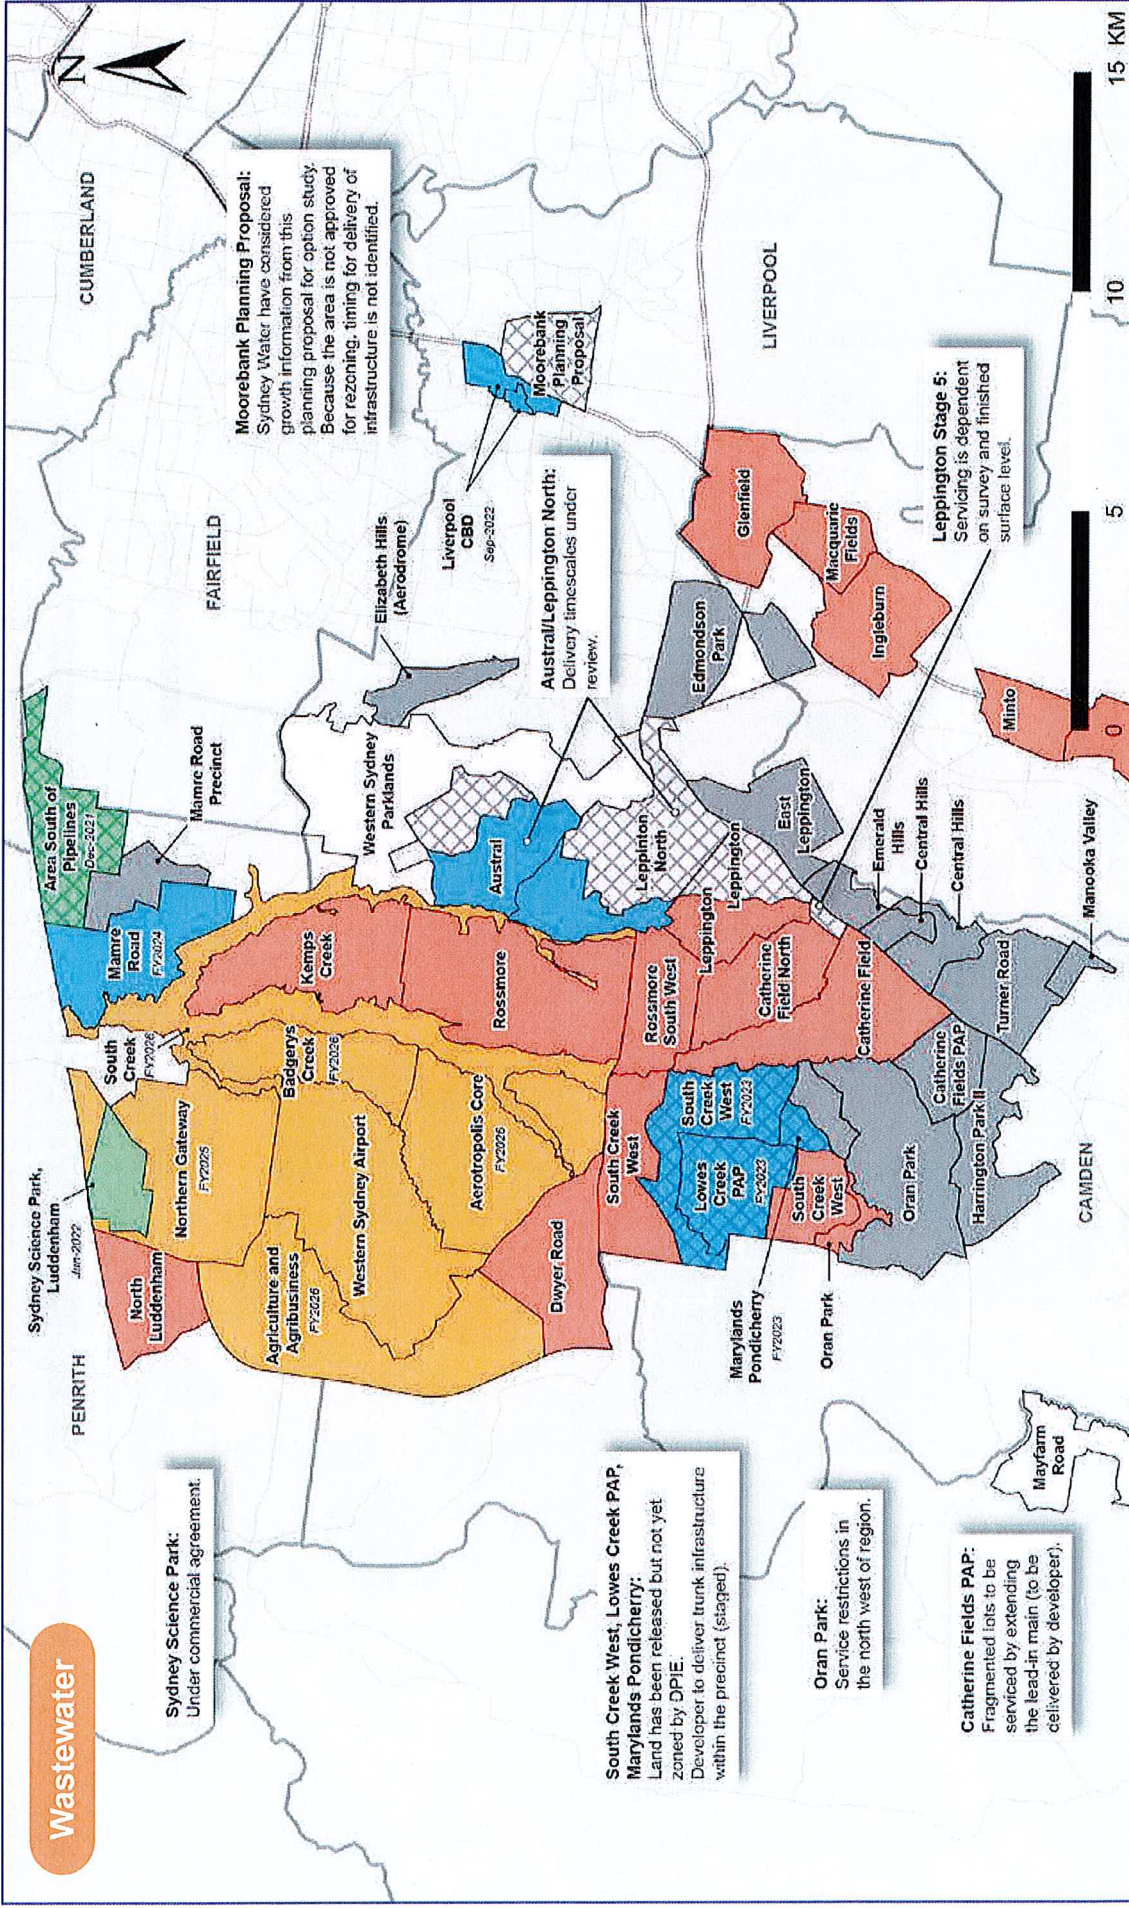 Wastewater
Sydney Science Park:
Under commercial agreement.
PENRITH
Sydney Science Park,
Luddenham
Jun-2022
North
Luddenham
Northern Gateway
FY2025
South
Creek
FY2026
Mamre
Road
FY2024
Area South of
Pipelines
Dec-2021
Mamre Road
Precinct
CUMBERLAND
N
Moorebank Planning Proposal:
Sydney Water have considered
growth information from this
planning proposal for option study.
Because the area is not approved
for rezoning, timing for delivery of
infrastructure is not identified.
FAIRFIELD
Agriculture and
Agribusiness
FY2026
Western Sydney Airport
Badgerys
Creek
FY2026
Kemps
Creek
Western Sydney
Parklands
Elizabeth Hills
(Aerodrome)
Liverpool
CBD
Sep-2022
Moorebank
Planning
Proposal
Aerotropolis Core
FY2026
Rossmore
Austral
Austral/Leppington North:
Delivery timescales under
review.
LIVERPOOL
Dwyer Road
South Creek
West
Rossmore
South West
Leppinton
North
Leppington
Leppington
Edmondson
Park
Glenfield
Macquarie
Fields
Ingleburn
South Creek West, Lowes Creek PAP,
Marylands Pondicherry:
Land has been released but not yet
zoned by DPIE.
Developer to deliver trunk infrastructure
within the precinct (staged).
Lowes
Creek
PAP
FY2023
South
Creek
West
FY2023
Catherine
Field North
East
Leppington
Leppington Stage 5:
Servicing is dependent
on survey and finished
surface level.
Marylands
Pondicherry
FY2023
South
Creek
West
Oran Park
Catherine Field
Emerald
Hills
Central Hills
Central Hills
Minto
Oran Park:
Service restrictions in
the north west of region.
Oran Park
Catherine
Fields PAP
Turner Road
Harrington Park II
Manooka Valley
Catherine Fields PAP:
Fragmented lots to be
serviced by extending
the lead-in main (to be
delivered by developer).
Mayfarm
Road
CAMDEN
0
5
10
15 KM